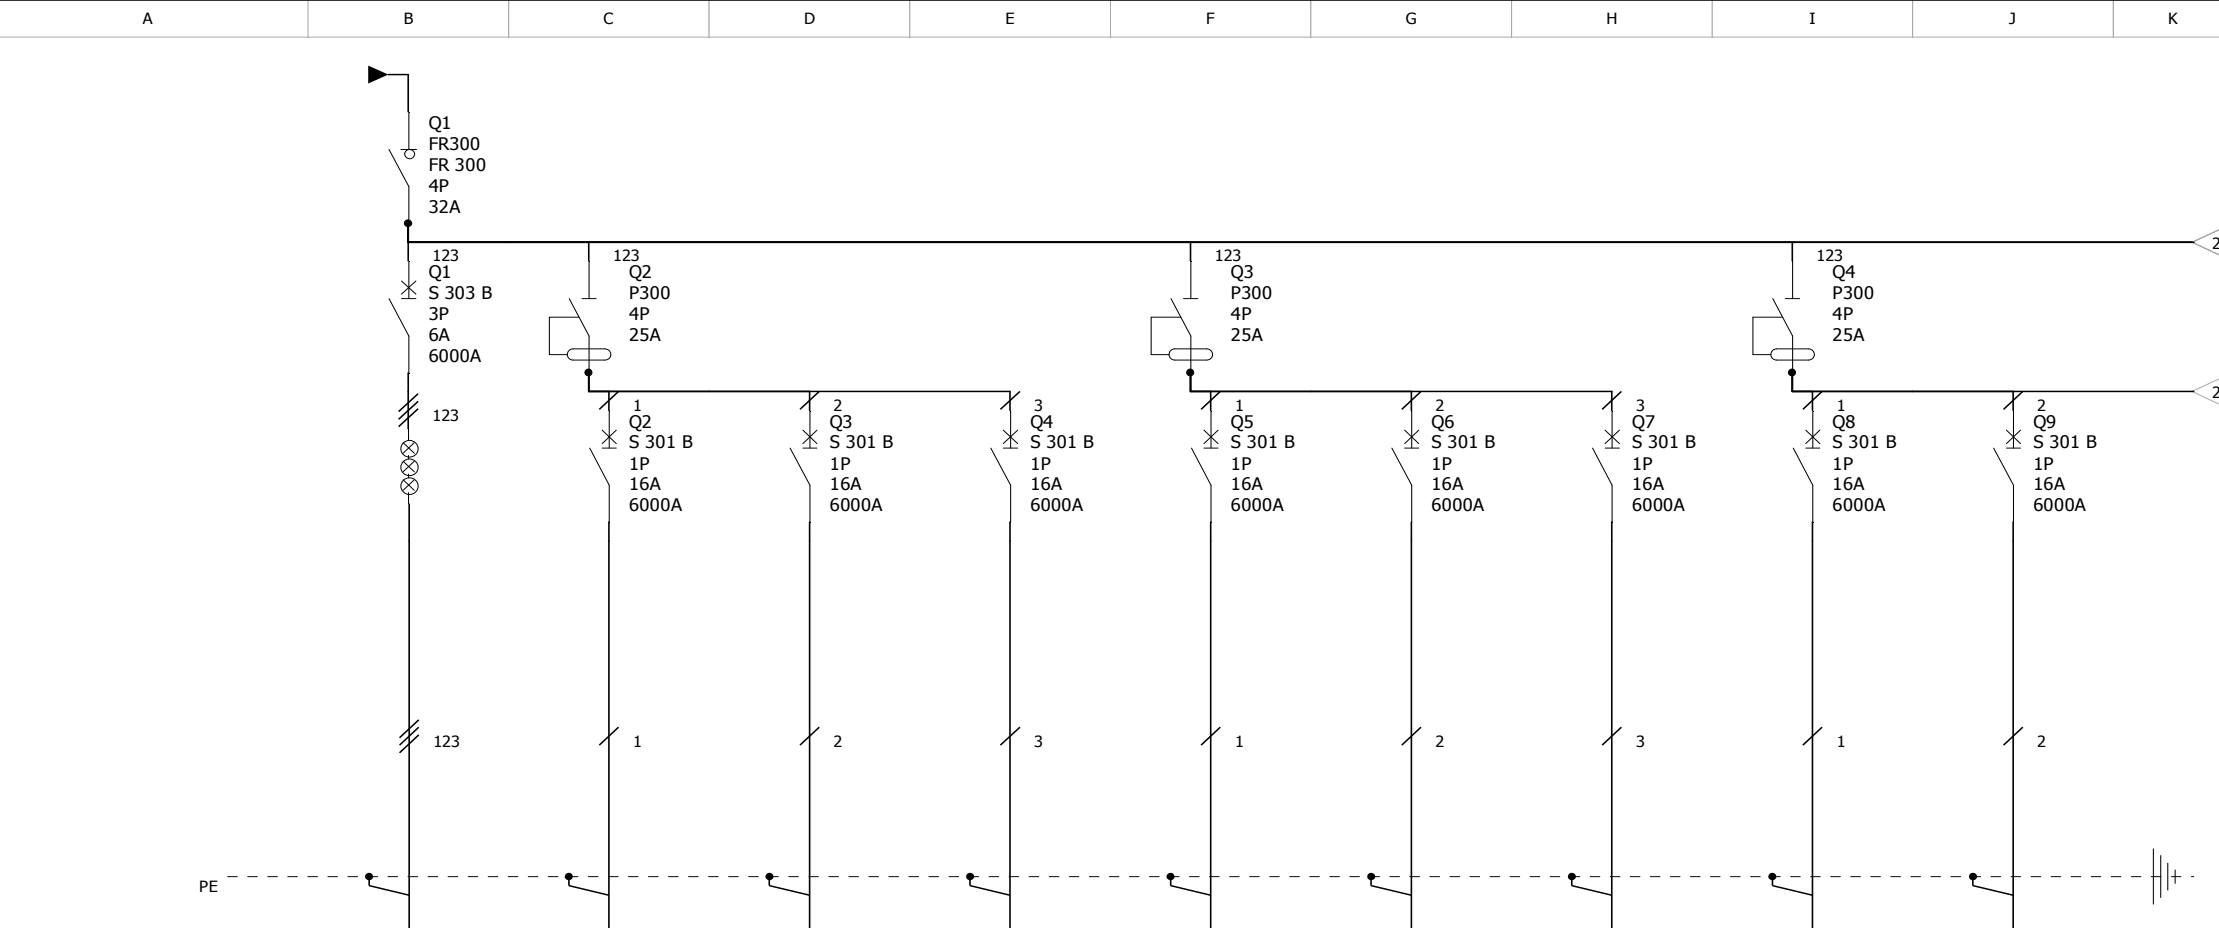 A B C D E F G H I J K
Q1
FR300
FR 300
4P
32A
123 123 123 123
2
Q1
S 303 B
3P
6A
6000A
Q2
P300
4P
25A
Q3
P300
4P
25A
Q4
P300
4P
25A
2
123
1 2 3 1 2 3 1 2
Q2
S 301 B
1P
16A
6000A
Q3
S 301 B
1P
16A
6000A
Q4
S 301 B
1P
16A
6000A
Q5
S 301 B
1P
16A
6000A
Q6
S 301 B
1P
16A
6000A
Q7
S 301 B
1P
16A
6000A
Q8
S 301 B
1P
16A
6000A
Q9
S 301 B
1P
16A
6000A
123 1 2 3 1 2 3 1 2
PE